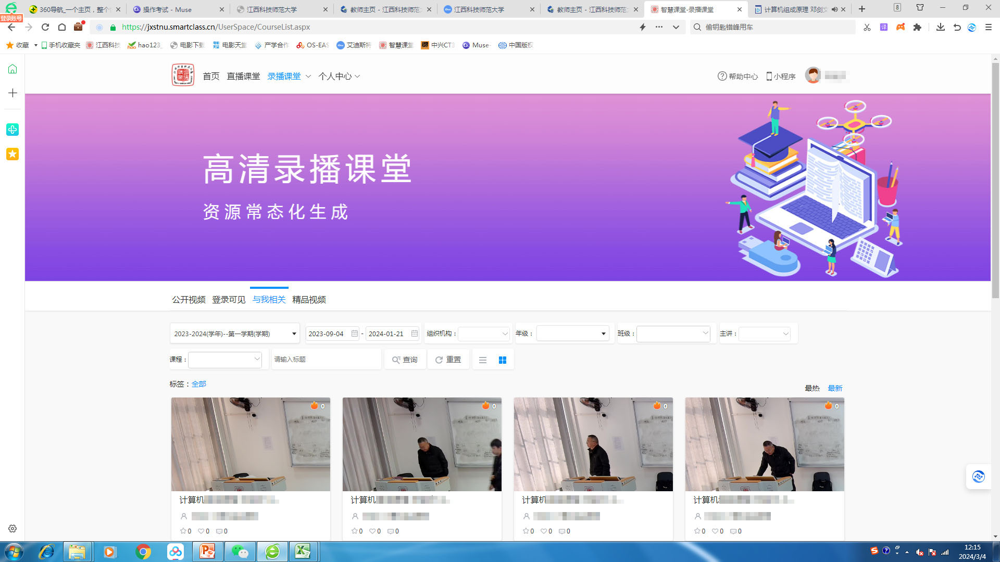 360导航_一个主页，整个
操作考试 - Muse
江西科技师范大学
教师主页 - 江西科技师范
江西科技师范大学
教师主页 - 江西科技师范
智慧课堂-录播课堂
计算机组成原理 邓剑文
8
登录账号
https://jxstnu.smartclass.cn/UserSpace/CourseList.aspx
偷钥匙错峰用车
译
收藏
手机收藏夹
江西科技
hao123_
电影下载
电影天堂
产学合作
OS-EAS
艾迪斯特
智慧课堂
中兴CT3
Muse
中国版权
首页
直播课堂
录播课堂
个人中心
帮助中心
小程序
高清录播课堂
资源常态化生成
公开视频
登录可见
与我相关
精品视频
2023-2024(学年)--第一学期(学期)
2023-09-04 - 2024-01-21
组织机构：
年级：
班级：
主讲：
课程：
请输入标题
查询
重置
标签：全部
最热
最新
0
0
0
0
计算机
计算机
计算机
计算机
0 0 0
0 0 0
0 0 0
0 0 0
12:15
2024/3/4